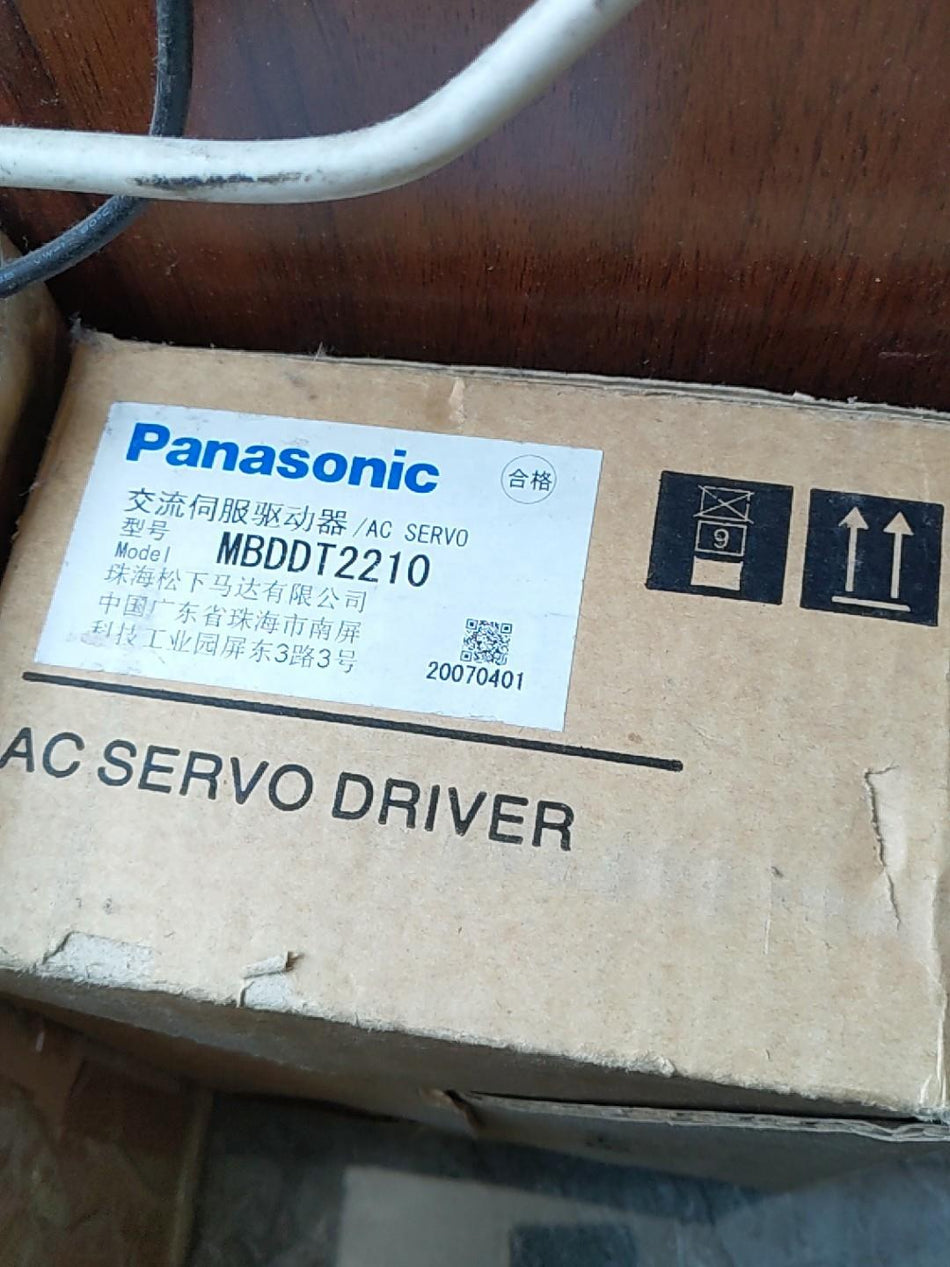 Panasonic
合格
交流伺服驱动器/AC SERVO
型号
Model MBDDT2210
珠海松下马达有限公司
中国广东省珠海市南屏
科技工业园屏东3路3号
20070401
9
AC SERVO DRIVER